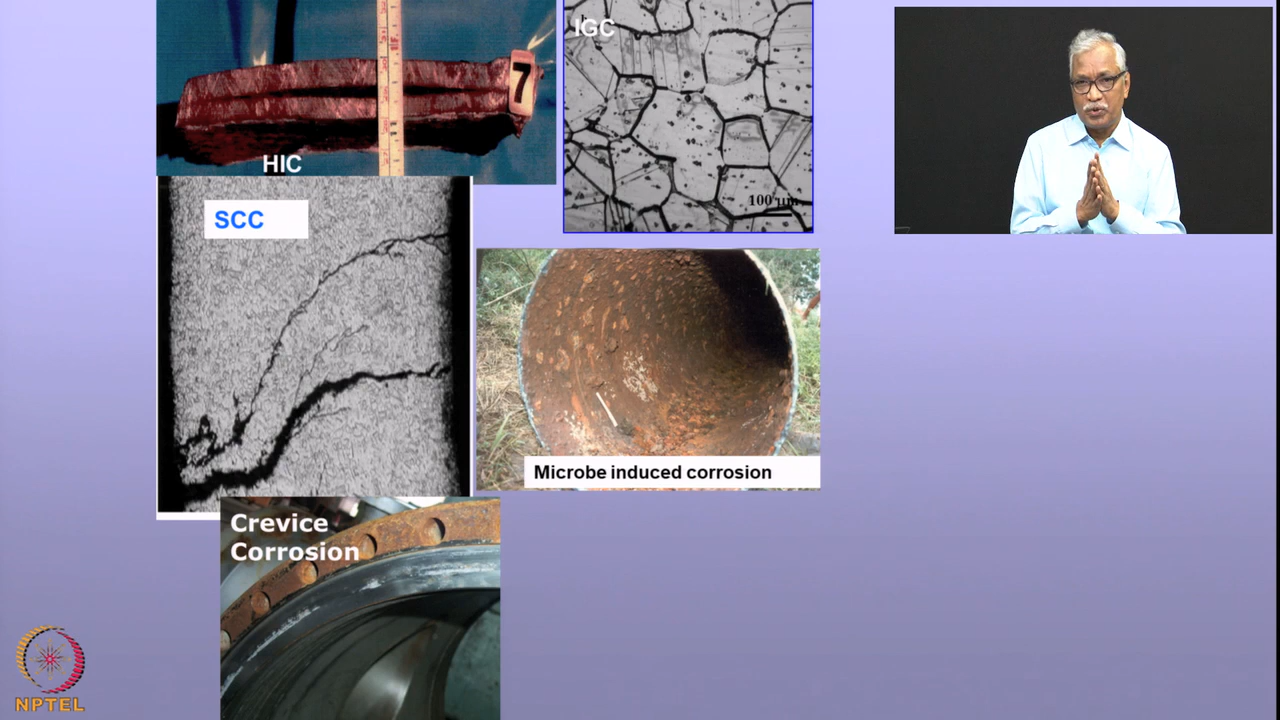 7
HIC
IGC
100 µm
SCC
Microbe induced corrosion
Crevice
Corrosion
NPTEL